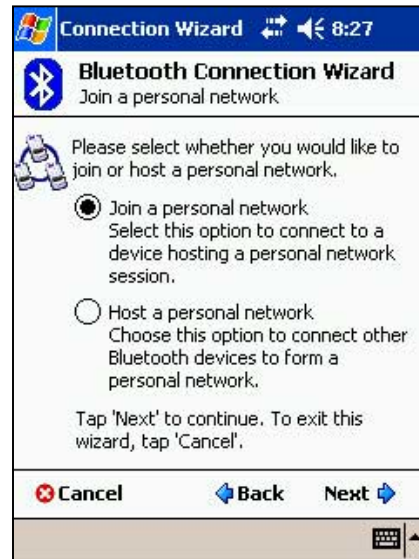 Connection Wizard 8:27
Bluetooth Connection Wizard
Join a personal network
Please select whether you would like to
join or host a personal network.
Join a personal network
Select this option to connect to a
device hosting a personal network
session.
Host a personal network
Choose this option to connect other
Bluetooth devices to form a
personal network.
Tap 'Next' to continue. To exit this
wizard, tap 'Cancel'.
Cancel Back Next